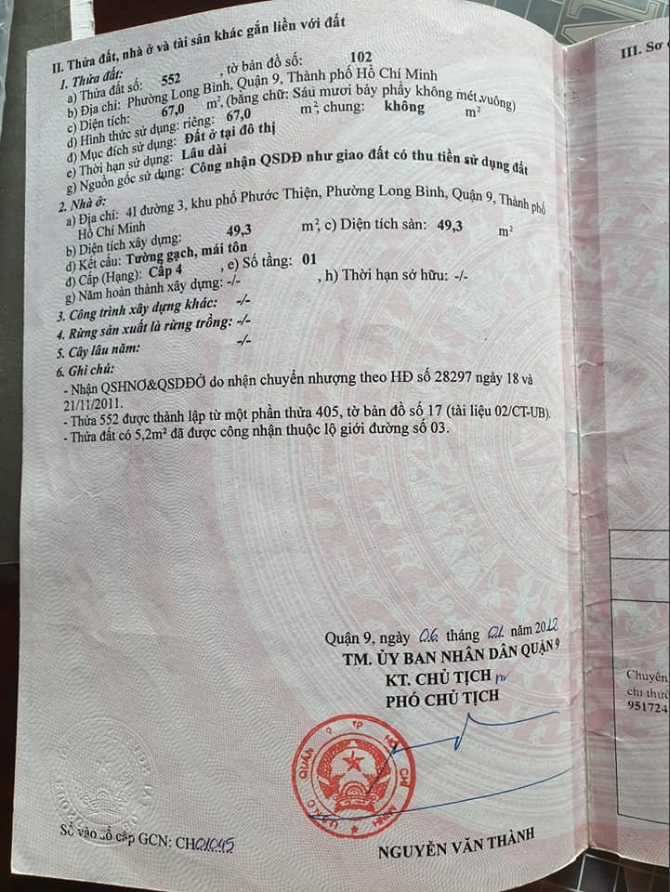 II. Thửa đất, nhà ở và tài sản khác gắn liền với đất
1. Thửa đất:
a) Thửa đất số: 552 , tờ bản đồ số: 102
b) Địa chỉ: Phường Long Bình, Quận 9, Thành phố Hồ Chí Minh
c) Diện tích: 67,0 m², (bằng chữ: Sáu mươi bảy phẩy không mét vuông)
d) Hình thức sử dụng: riêng: 67,0 m², chung: không m²
đ) Mục đích sử dụng: Đất ở tại đô thị
e) Thời hạn sử dụng: Lâu dài
g) Nguồn gốc sử dụng: Công nhận QSDĐ như giao đất có thu tiền sử dụng đất
2. Nhà ở:
a) Địa chỉ: 4I đường 3, khu phố Phước Thiện, Phường Long Bình, Quận 9, Thành phố
Hồ Chí Minh
b) Diện tích xây dựng: 49,3 m², c) Diện tích sàn: 49,3 m²
d) Kết cấu: Tường gạch, mái tôn
đ) Cấp (Hạng): Cấp 4 , e) Số tầng: 01
g) Năm hoàn thành xây dựng: -/- , h) Thời hạn sở hữu: -/-
3. Công trình xây dựng khác: -/-
4. Rừng sản xuất là rừng trồng: -/-
5. Cây lâu năm: -/-
6. Ghi chú:
- Nhận QSHNƠ&QSDĐƠ do nhận chuyển nhượng theo HĐ số 28297 ngày 18 và
21/11/2011.
- Thửa 552 được thành lập từ một phần thửa 405, tờ bản đồ số 17 (tài liệu 02/CT-UB).
- Thửa đất có 5,2m² đã được công nhận thuộc lộ giới đường số 03.
Quận 9, ngày 06 tháng 01 năm 2012
TM. ỦY BAN NHÂN DÂN QUẬN 9
KT. CHỦ TỊCH
PHÓ CHỦ TỊCH
U.B.N.D QUẬN 9 TP HỒ CHÍ MINH
NGUYỄN VĂN THÀNH
Số vào sổ cấp GCN: CH01045
III. Sơ
Chuyển
chi thư
951724